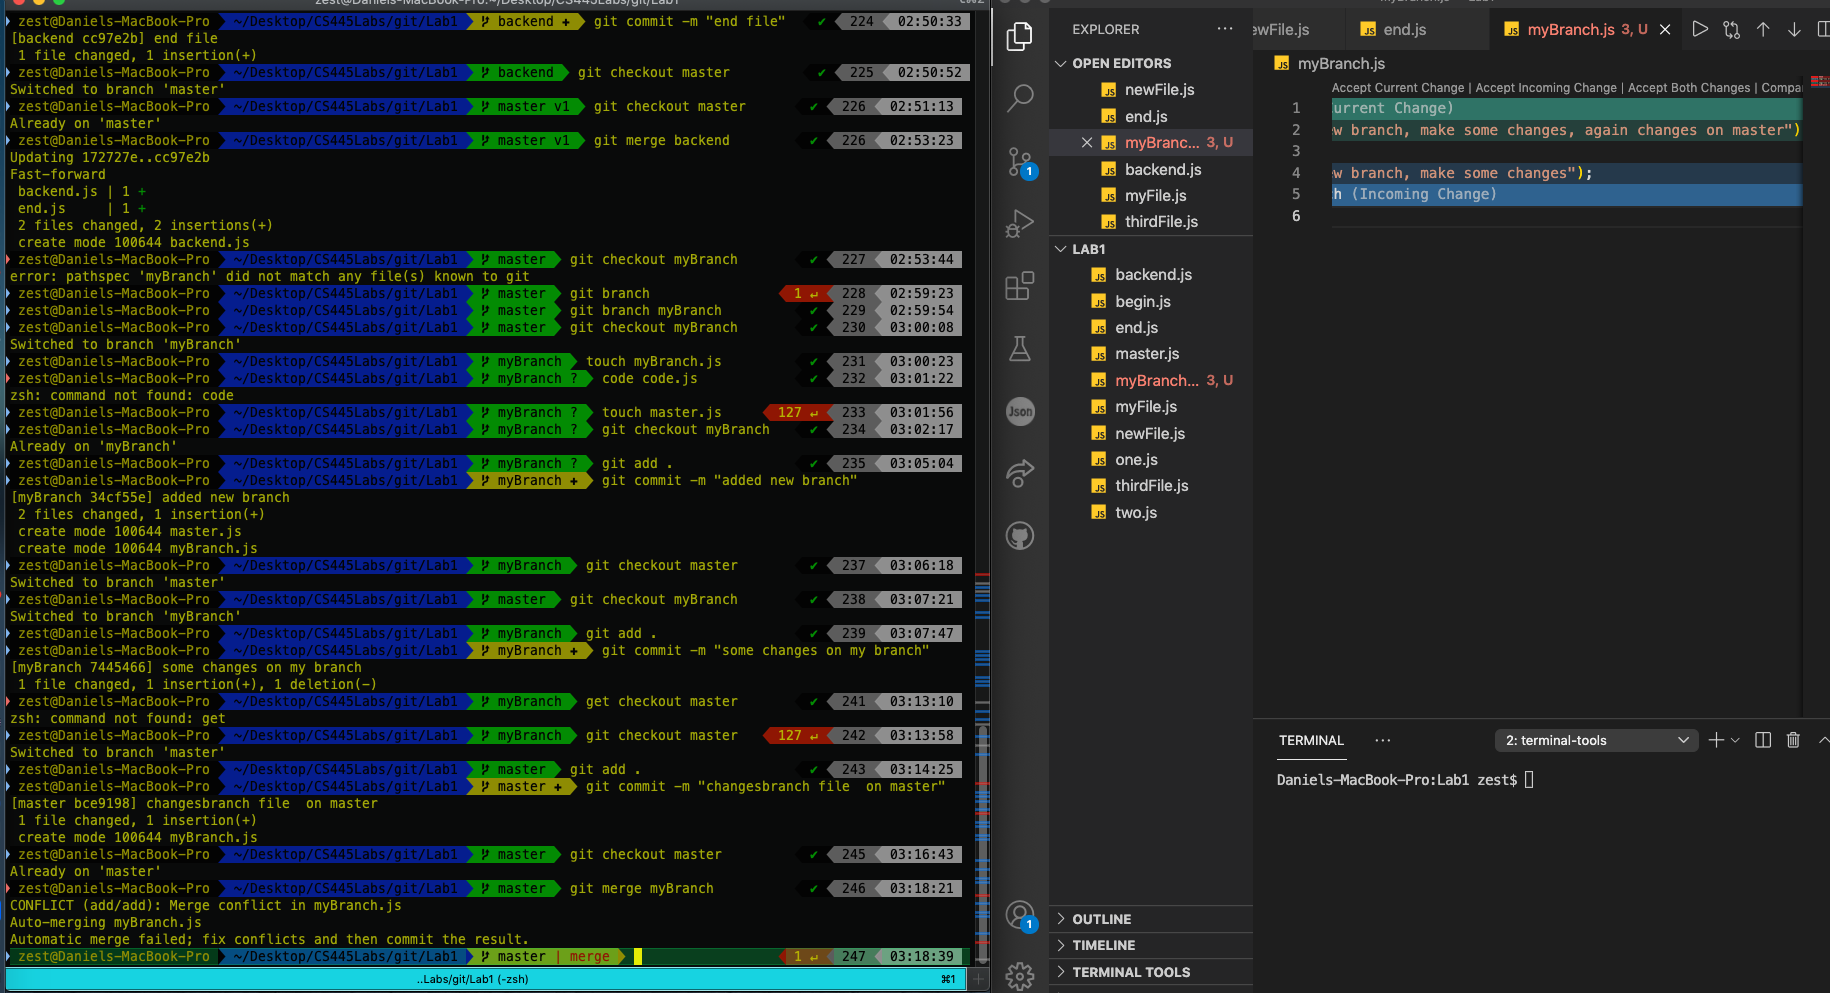 zest@Daniels-MacBook-Pro:~/Desktop/CS445Labs/git/Lab1
zest@Daniels-MacBook-Pro ~/Desktop/CS445Labs/git/Lab1 backend + git commit -m "end file" ✔ 224 02:50:33
[backend cc97e2b] end file
1 file changed, 1 insertion(+)
zest@Daniels-MacBook-Pro ~/Desktop/CS445Labs/git/Lab1 backend git checkout master ✔ 225 02:50:52
Switched to branch 'master'
zest@Daniels-MacBook-Pro ~/Desktop/CS445Labs/git/Lab1 master v1 git checkout master ✔ 226 02:51:13
Already on 'master'
zest@Daniels-MacBook-Pro ~/Desktop/CS445Labs/git/Lab1 master v1 git merge backend ✔ 226 02:53:23
Updating 172727e..cc97e2b
Fast-forward
backend.js | 1 +
end.js | 1 +
2 files changed, 2 insertions(+)
create mode 100644 backend.js
zest@Daniels-MacBook-Pro ~/Desktop/CS445Labs/git/Lab1 master git checkout myBranch ✔ 227 02:53:44
error: pathspec 'myBranch' did not match any file(s) known to git
zest@Daniels-MacBook-Pro ~/Desktop/CS445Labs/git/Lab1 master git branch 1 ↵ 228 02:59:23
zest@Daniels-MacBook-Pro ~/Desktop/CS445Labs/git/Lab1 master git branch myBranch ✔ 229 02:59:54
zest@Daniels-MacBook-Pro ~/Desktop/CS445Labs/git/Lab1 master git checkout myBranch ✔ 230 03:00:08
Switched to branch 'myBranch'
zest@Daniels-MacBook-Pro ~/Desktop/CS445Labs/git/Lab1 myBranch touch myBranch.js ✔ 231 03:00:23
zest@Daniels-MacBook-Pro ~/Desktop/CS445Labs/git/Lab1 myBranch ? code code.js ✔ 232 03:01:22
zsh: command not found: code
zest@Daniels-MacBook-Pro ~/Desktop/CS445Labs/git/Lab1 myBranch ? touch master.js 127 ↵ 233 03:01:56
zest@Daniels-MacBook-Pro ~/Desktop/CS445Labs/git/Lab1 myBranch ? git checkout myBranch ✔ 234 03:02:17
Already on 'myBranch'
zest@Daniels-MacBook-Pro ~/Desktop/CS445Labs/git/Lab1 myBranch ? git add . ✔ 235 03:05:04
zest@Daniels-MacBook-Pro ~/Desktop/CS445Labs/git/Lab1 myBranch + git commit -m "added new branch"
[myBranch 34cf55e] added new branch
2 files changed, 1 insertion(+)
create mode 100644 master.js
create mode 100644 myBranch.js
zest@Daniels-MacBook-Pro ~/Desktop/CS445Labs/git/Lab1 myBranch git checkout master ✔ 237 03:06:18
Switched to branch 'master'
zest@Daniels-MacBook-Pro ~/Desktop/CS445Labs/git/Lab1 master git checkout myBranch ✔ 238 03:07:21
Switched to branch 'myBranch'
zest@Daniels-MacBook-Pro ~/Desktop/CS445Labs/git/Lab1 myBranch git add . ✔ 239 03:07:47
zest@Daniels-MacBook-Pro ~/Desktop/CS445Labs/git/Lab1 myBranch + git commit -m "some changes on my branch"
[myBranch 7445466] some changes on my branch
1 file changed, 1 insertion(+), 1 deletion(-)
zest@Daniels-MacBook-Pro ~/Desktop/CS445Labs/git/Lab1 myBranch get checkout master ✔ 241 03:13:10
zsh: command not found: get
zest@Daniels-MacBook-Pro ~/Desktop/CS445Labs/git/Lab1 myBranch git checkout master 127 ↵ 242 03:13:58
Switched to branch 'master'
zest@Daniels-MacBook-Pro ~/Desktop/CS445Labs/git/Lab1 master git add . ✔ 243 03:14:25
zest@Daniels-MacBook-Pro ~/Desktop/CS445Labs/git/Lab1 master + git commit -m "changesbranch file  on master"
[master bce9198] changesbranch file  on master
1 file changed, 1 insertion(+)
create mode 100644 myBranch.js
zest@Daniels-MacBook-Pro ~/Desktop/CS445Labs/git/Lab1 master git checkout master ✔ 245 03:16:43
Already on 'master'
zest@Daniels-MacBook-Pro ~/Desktop/CS445Labs/git/Lab1 master git merge myBranch ✔ 246 03:18:21
CONFLICT (add/add): Merge conflict in myBranch.js
Auto-merging myBranch.js
Automatic merge failed; fix conflicts and then commit the result.
zest@Daniels-MacBook-Pro ~/Desktop/CS445Labs/git/Lab1 master | merge 1 ↵ 247 03:18:39
..Labs/git/Lab1 (-zsh) ⌘1
1
Json
1
EXPLORER ...
OPEN EDITORS
newFile.js
end.js
myBranc... 3, U
backend.js
myFile.js
thirdFile.js
LAB1
backend.js
begin.js
end.js
master.js
myBranch... 3, U
myFile.js
newFile.js
one.js
thirdFile.js
two.js
OUTLINE
TIMELINE
TERMINAL TOOLS
ewFile.js end.js myBranch.js 3, U
myBranch.js
Accept Current Change | Accept Incoming Change | Accept Both Changes | Compa
1 urrent Change)
2 w branch, make some changes, again changes on master")
3
4 w branch, make some changes");
5 h (Incoming Change)
6
TERMINAL ... 2: terminal-tools
Daniels-MacBook-Pro:Lab1 zest$